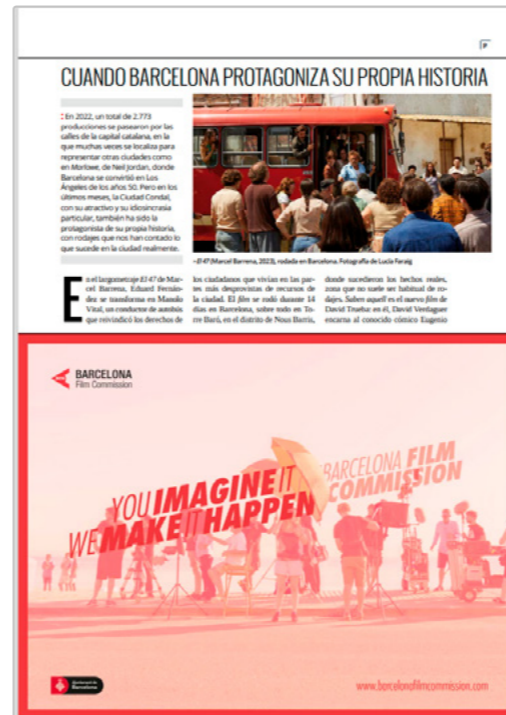 CUANDO BARCELONA PROTAGONIZA SU PROPIA HISTORIA
: En 2022, un total de 2.773
producciones se pasearon por las
calles de la capital catalana, en la
que muchas veces se localiza para
representar otras ciudades como
en Marlowe, de Neil Jordan, donde
Barcelona se convirtió en Los
Ángeles de los años 50. Pero en los
últimos meses, la Ciudad Condal,
con su atractivo y su idiosincrasia
particular, también ha sido la
protagonista de su propia historia,
con rodajes que nos han contado lo
que sucede en la ciudad realmente.
El 47 (Marcel Barrena, 2023), rodada en Barcelona. Fotografía de Lucía Faraig
En el largometraje El 47 de Mar-
cel Barrena, Eduard Fernán-
dez se transforma en Manolo
Vital, un conductor de autobús
que reivindicó los derechos de
los ciudadanos que vivían en las par-
tes más desprovistas de recursos de
la ciudad. El film se rodó durante 14
días en Barcelona, sobre todo en To-
rre Baró, en el distrito de Nous Barris,
donde sucedieron los hechos reales,
zona que no suele ser habitual de ro-
dajes. Saben aquell es el nuevo film de
David Trueba: en él, David Verdaguer
encarna al conocido cómico Eugenio
BARCELONA
Film Commission
YOU IMAGINE IT
WE MAKE IT HAPPEN
BARCELONA FILM
COMMISSION
Ajuntament de
Barcelona
www.barcelonafilmcommission.com